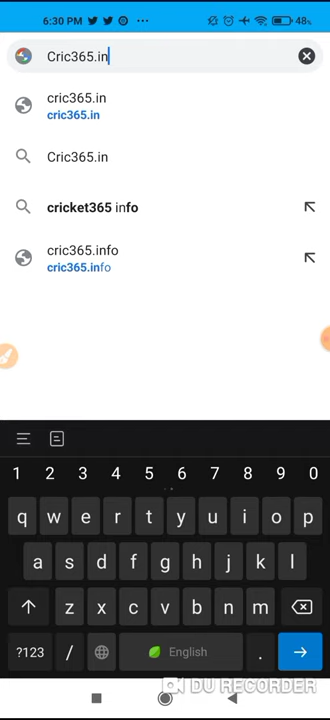 6:30 PM
48%
Cric365.in
cric365.in
cric365.in
Cric365.in
cricket365 info
cric365.info
cric365.info
1 2 3 4 5 6 7 8 9 0
q w e r t y u i o p
a s d f g h j k l
z x c v b n m
?123 / English .
DU RECORDER